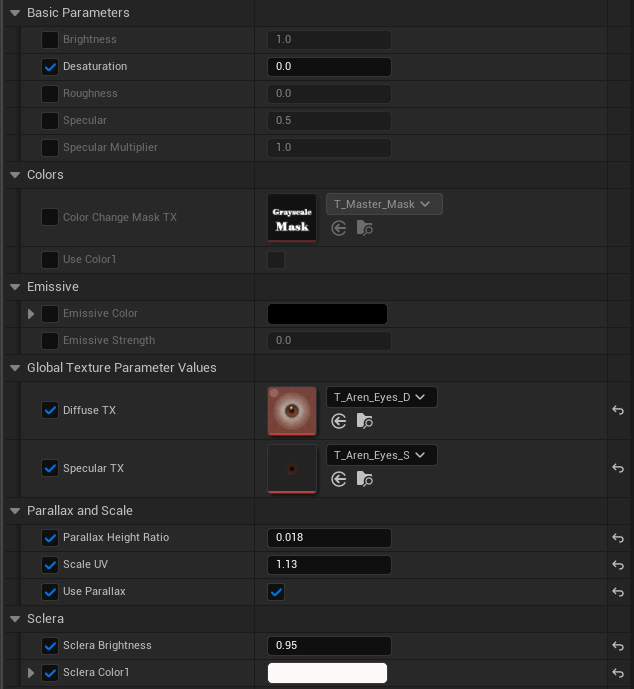 Basic Parameters
Brightness 1.0
Desaturation 0.0
Roughness 0.0
Specular 0.5
Specular Multiplier 1.0
Colors
Color Change Mask TX
Grayscale
Mask
T_Master_Mask
Use Color1
Emissive
Emissive Color
Emissive Strength 0.0
Global Texture Parameter Values
Diffuse TX T_Aren_Eyes_D
Specular TX T_Aren_Eyes_S
Parallax and Scale
Parallax Height Ratio 0.018
Scale UV 1.13
Use Parallax
Sclera
Sclera Brightness 0.95
Sclera Color1